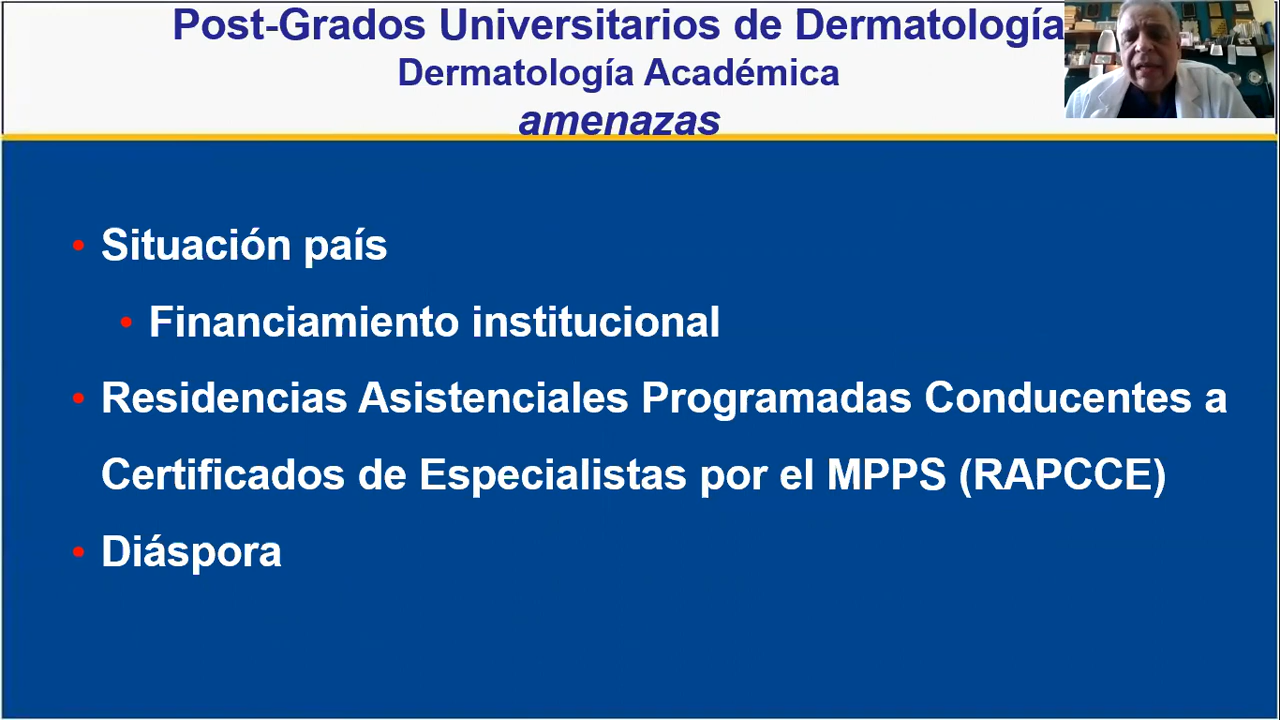 Post-Grados Universitarios de Dermatología
Dermatología Académica
amenazas
• Situación país
• Financiamiento institucional
• Residencias Asistenciales Programadas Conducentes a
Certificados de Especialistas por el MPPS (RAPCCE)
• Diáspora